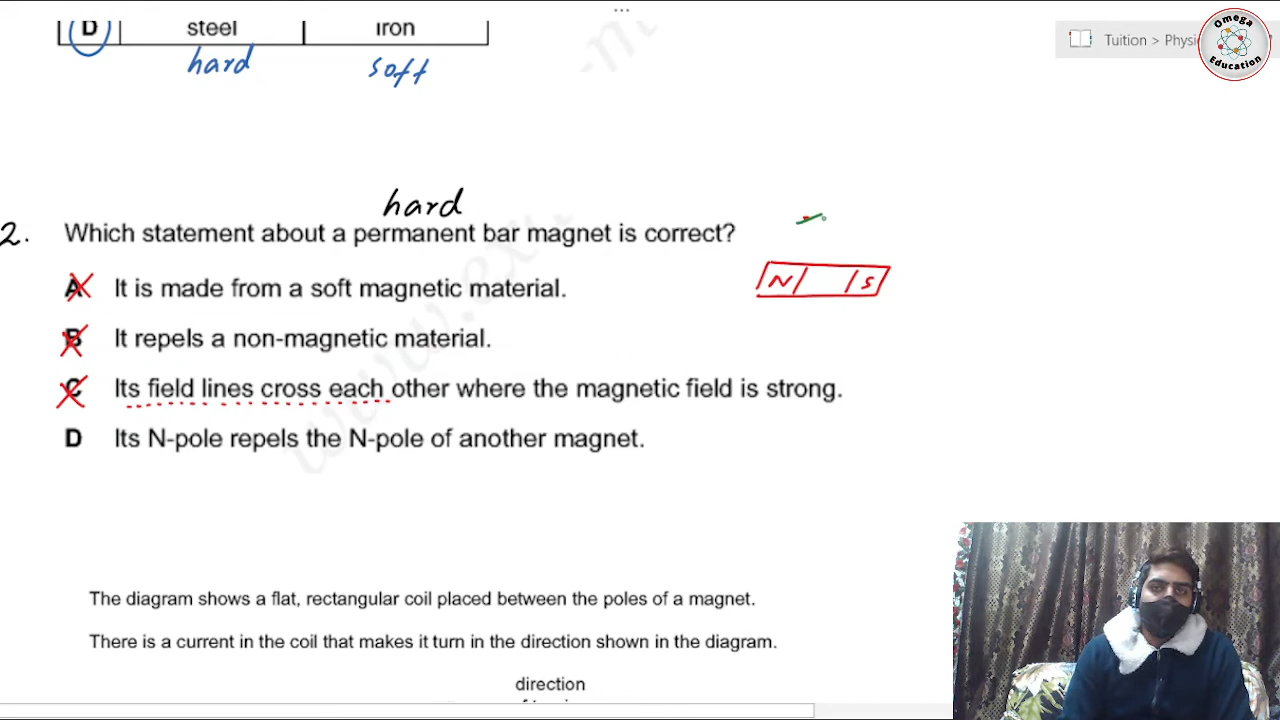 ...
D steel iron
hard soft
Tuition > Physi
Omega
Education
hard
2. Which statement about a permanent bar magnet is correct?
A It is made from a soft magnetic material.
N S
B It repels a non-magnetic material.
C Its field lines cross each other where the magnetic field is strong.
D Its N-pole repels the N-pole of another magnet.
The diagram shows a flat, rectangular coil placed between the poles of a magnet.
There is a current in the coil that makes it turn in the direction shown in the diagram.
direction